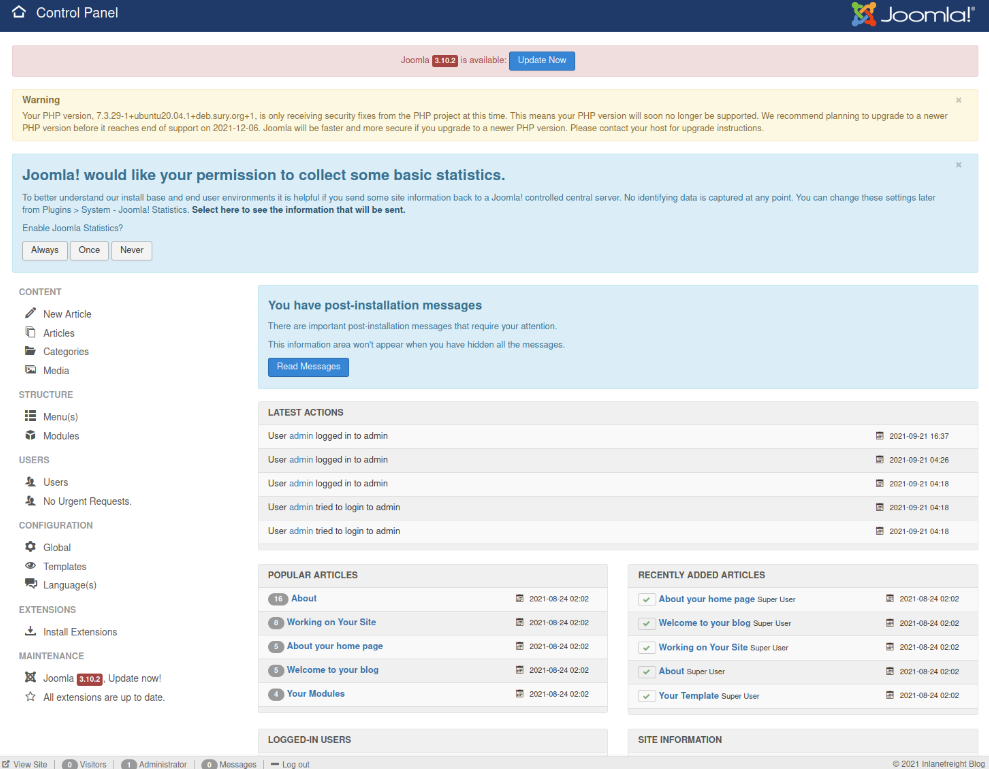 Control Panel
Joomla!®
Joomla 3.10.2 is available: Update Now
Warning
Your PHP version, 7.3.29-1+ubuntu20.04.1+deb.sury.org+1, is only receiving security fixes from the PHP project at this time. This means your PHP version will soon no longer be supported. We recommend planning to upgrade to a newer
PHP version before it reaches end of support on 2021-12-06. Joomla will be faster and more secure if you upgrade to a newer PHP version. Please contact your host for upgrade instructions.
Joomla! would like your permission to collect some basic statistics.
To better understand our install base and end user environments it is helpful if you send some site information back to a Joomla! controlled central server. No identifying data is captured at any point. You can change these settings later
from Plugins > System - Joomla! Statistics. Select here to see the information that will be sent.
Enable Joomla Statistics?
Always Once Never
CONTENT
New Article
Articles
Categories
Media
STRUCTURE
Menu(s)
Modules
USERS
Users
No Urgent Requests.
CONFIGURATION
Global
Templates
Language(s)
EXTENSIONS
Install Extensions
MAINTENANCE
Joomla 3.10.2, Update now!
All extensions are up to date.
You have post-installation messages
There are important post-installation messages that require your attention.
This information area won't appear when you have hidden all the messages.
Read Messages
LATEST ACTIONS
User admin logged in to admin 2021-09-21 16:37
User admin logged in to admin 2021-09-21 04:26
User admin logged in to admin 2021-09-21 04:18
User admin tried to login to admin 2021-09-21 04:18
User admin tried to login to admin 2021-09-21 04:18
POPULAR ARTICLES
16 About 2021-08-24 02:02
8 Working on Your Site 2021-08-24 02:02
5 About your home page 2021-08-24 02:02
5 Welcome to your blog 2021-08-24 02:02
4 Your Modules 2021-08-24 02:02
RECENTLY ADDED ARTICLES
About your home page Super User 2021-08-24 02:02
Welcome to your blog Super User 2021-08-24 02:02
Working on Your Site Super User 2021-08-24 02:02
About Super User 2021-08-24 02:02
Your Template Super User 2021-08-24 02:02
LOGGED-IN USERS
SITE INFORMATION
View Site | 0 Visitors | 1 Administrator | 0 Messages | Log out
© 2021 Inlanefreight Blog